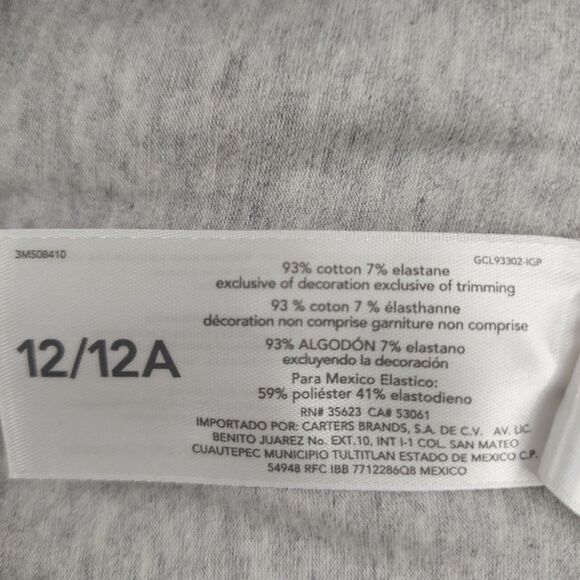 3M508410
GCL93302-IGP
93% cotton 7% elastane
exclusive of decoration exclusive of trimming
93 % coton 7 % élasthanne
décoration non comprise garniture non comprise
12/12A
93% ALGODÓN 7% elastano
excluyendo la decoración
Para Mexico Elastico:
59% poliéster 41% elastodieno
RN# 35623 CA# 53061
IMPORTADO POR: CARTERS BRANDS, S.A. DE C.V. AV. LIC.
BENITO JUAREZ No. EXT.10, INT I-1 COL. SAN MATEO
CUAUTEPEC MUNICIPIO TULTITLAN ESTADO DE MEXICO C.P.
54948 RFC IBB 7712286Q8 MEXICO